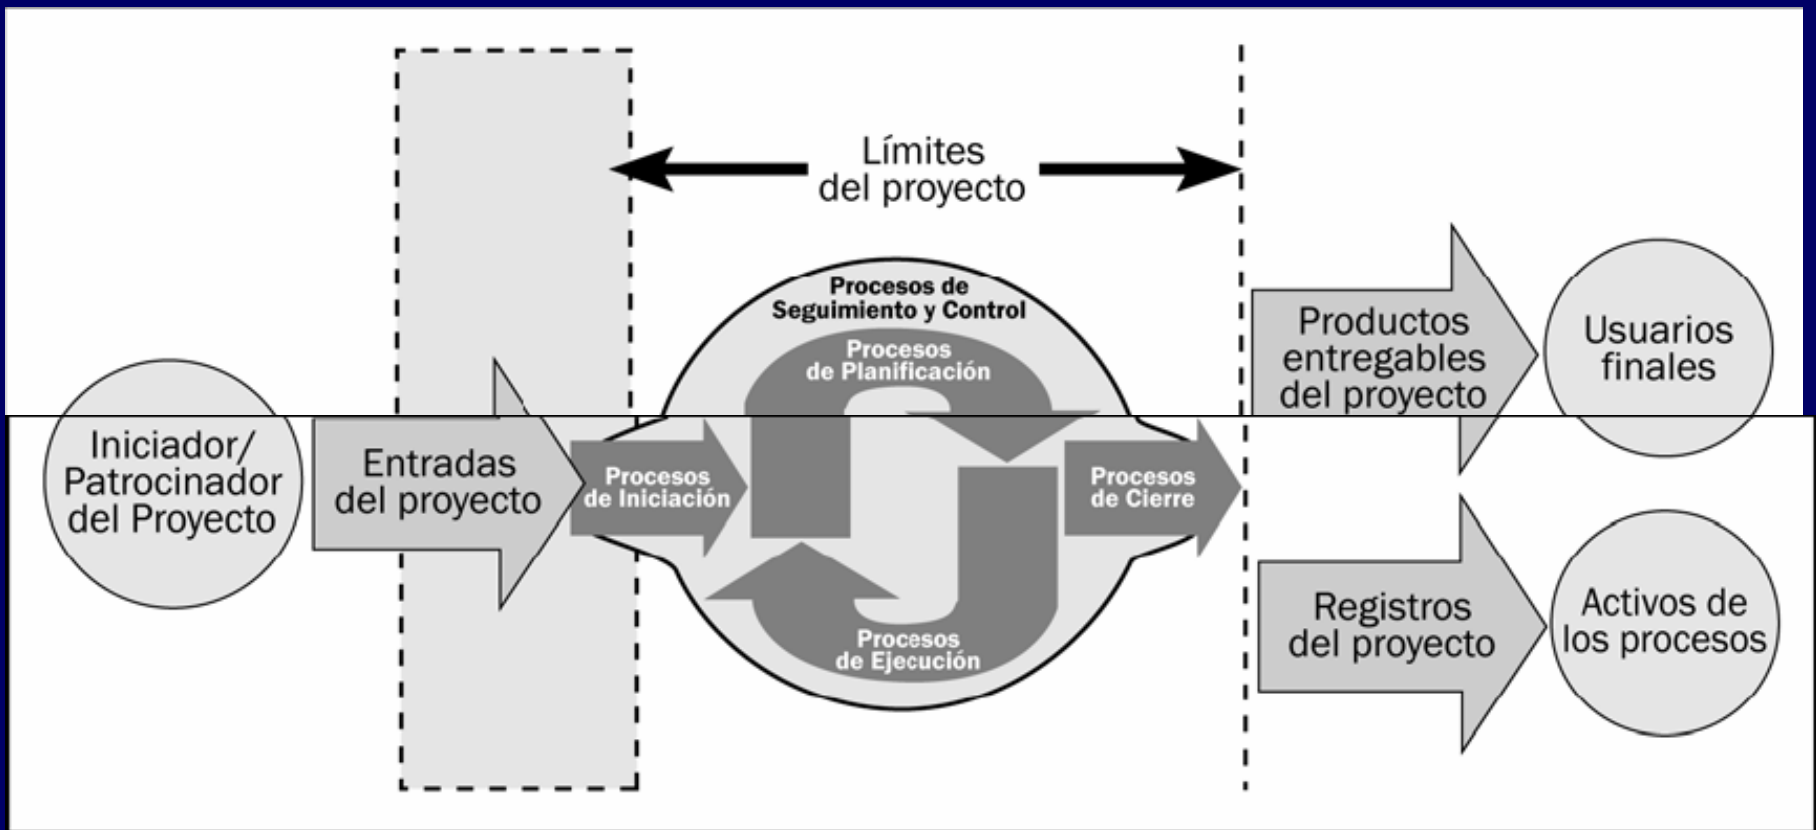 Límites
del proyecto
Procesos de
Seguimiento y Control
Procesos
de Planificación
Iniciador/
Patrocinador
del Proyecto
Entradas
del proyecto
Procesos
de Iniciación
Procesos
de Ejecución
Procesos
de Cierre
Productos
entregables
del proyecto
Usuarios
finales
Registros
del proyecto
Activos de
los procesos